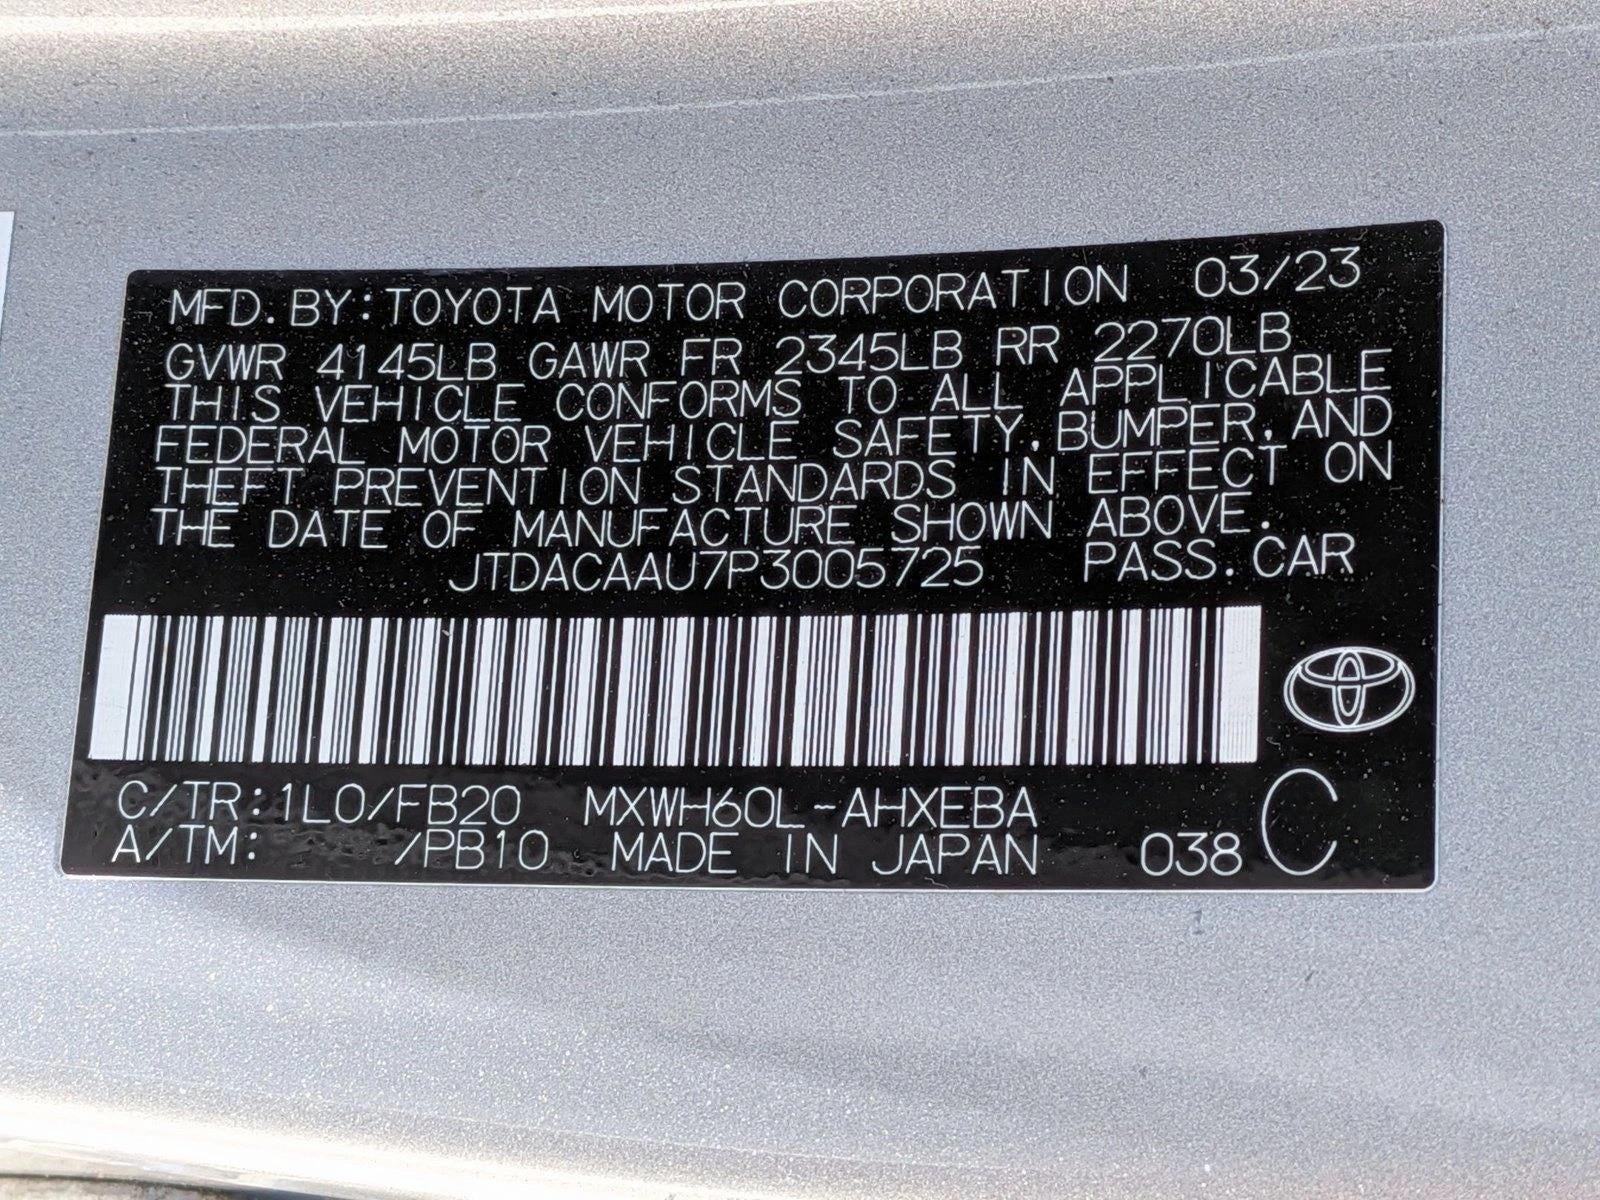 MFD. BY: TOYOTA MOTOR CORPORATION 03/23
GVWR 4145LB GAWR FR 2345LB RR 2270LB
THIS VEHICLE CONFORMS TO ALL APPLICABLE
FEDERAL MOTOR VEHICLE SAFETY, BUMPER, AND
THEFT PREVENTION STANDARDS IN EFFECT ON
THE DATE OF MANUFACTURE SHOWN ABOVE.
JTDACAAU7P3005725 PASS. CAR
C/TR: 1L0/FB20 MXWH60L-AHXEBA
A/TM: /PB10 MADE IN JAPAN 038 C